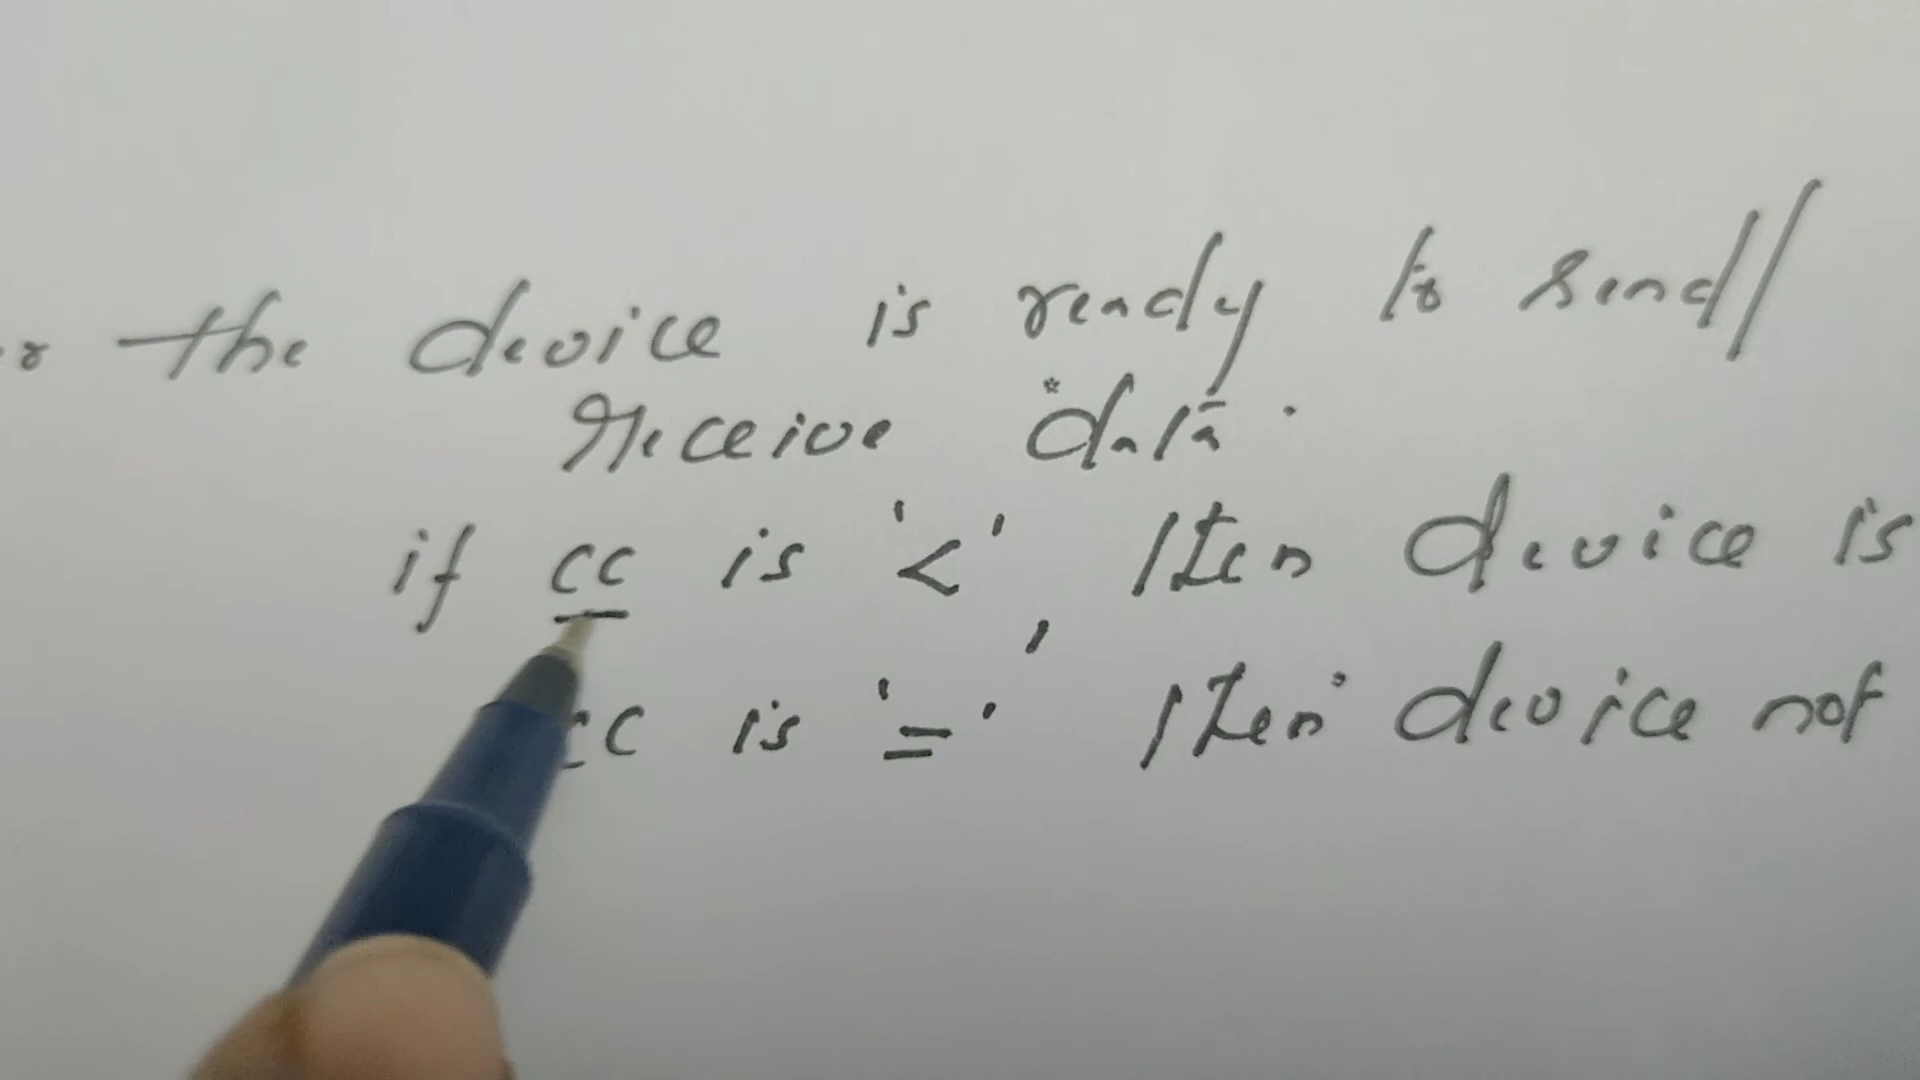 the device is ready to send/
receive data.
if cc is '<', then device is
cc is '=' then device not